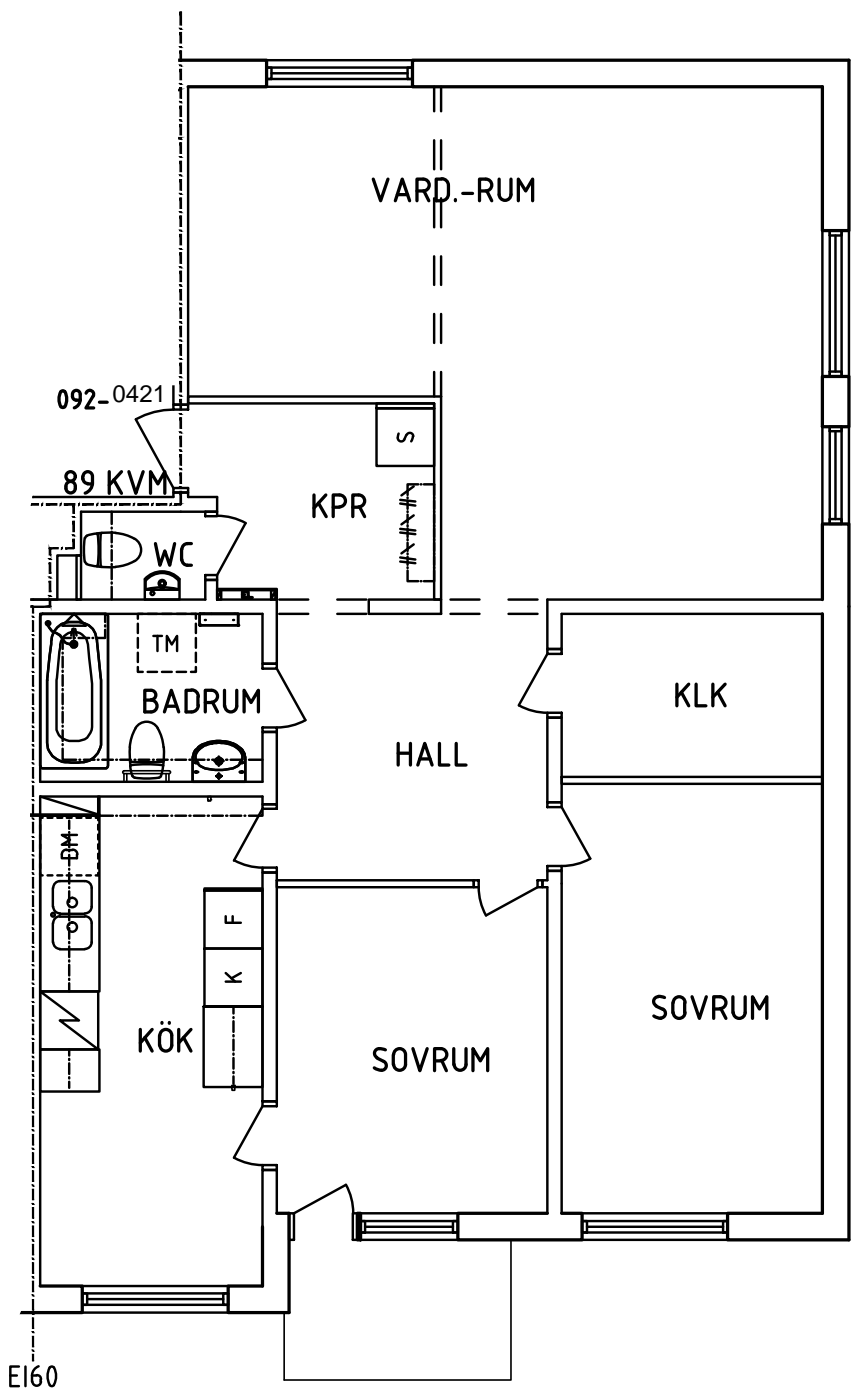 VARD.-RUM
092-0421
S
89 KVM
KPR
WC
TM
BADRUM
KLK
HALL
DM
F
K
SOVRUM
KÖK
SOVRUM
EI60